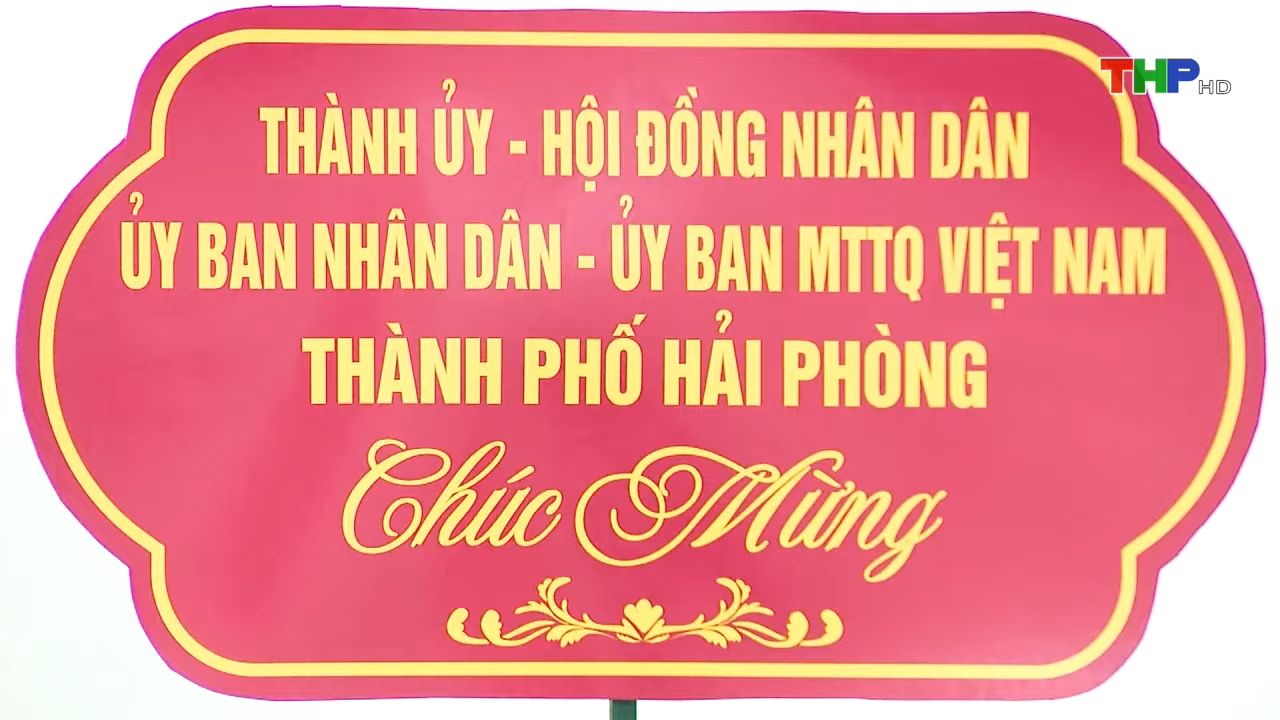 THP HD
THÀNH ỦY - HỘI ĐỒNG NHÂN DÂN
ỦY BAN NHÂN DÂN - ỦY BAN MTTQ VIỆT NAM
THÀNH PHỐ HẢI PHÒNG
Chúc Mừng